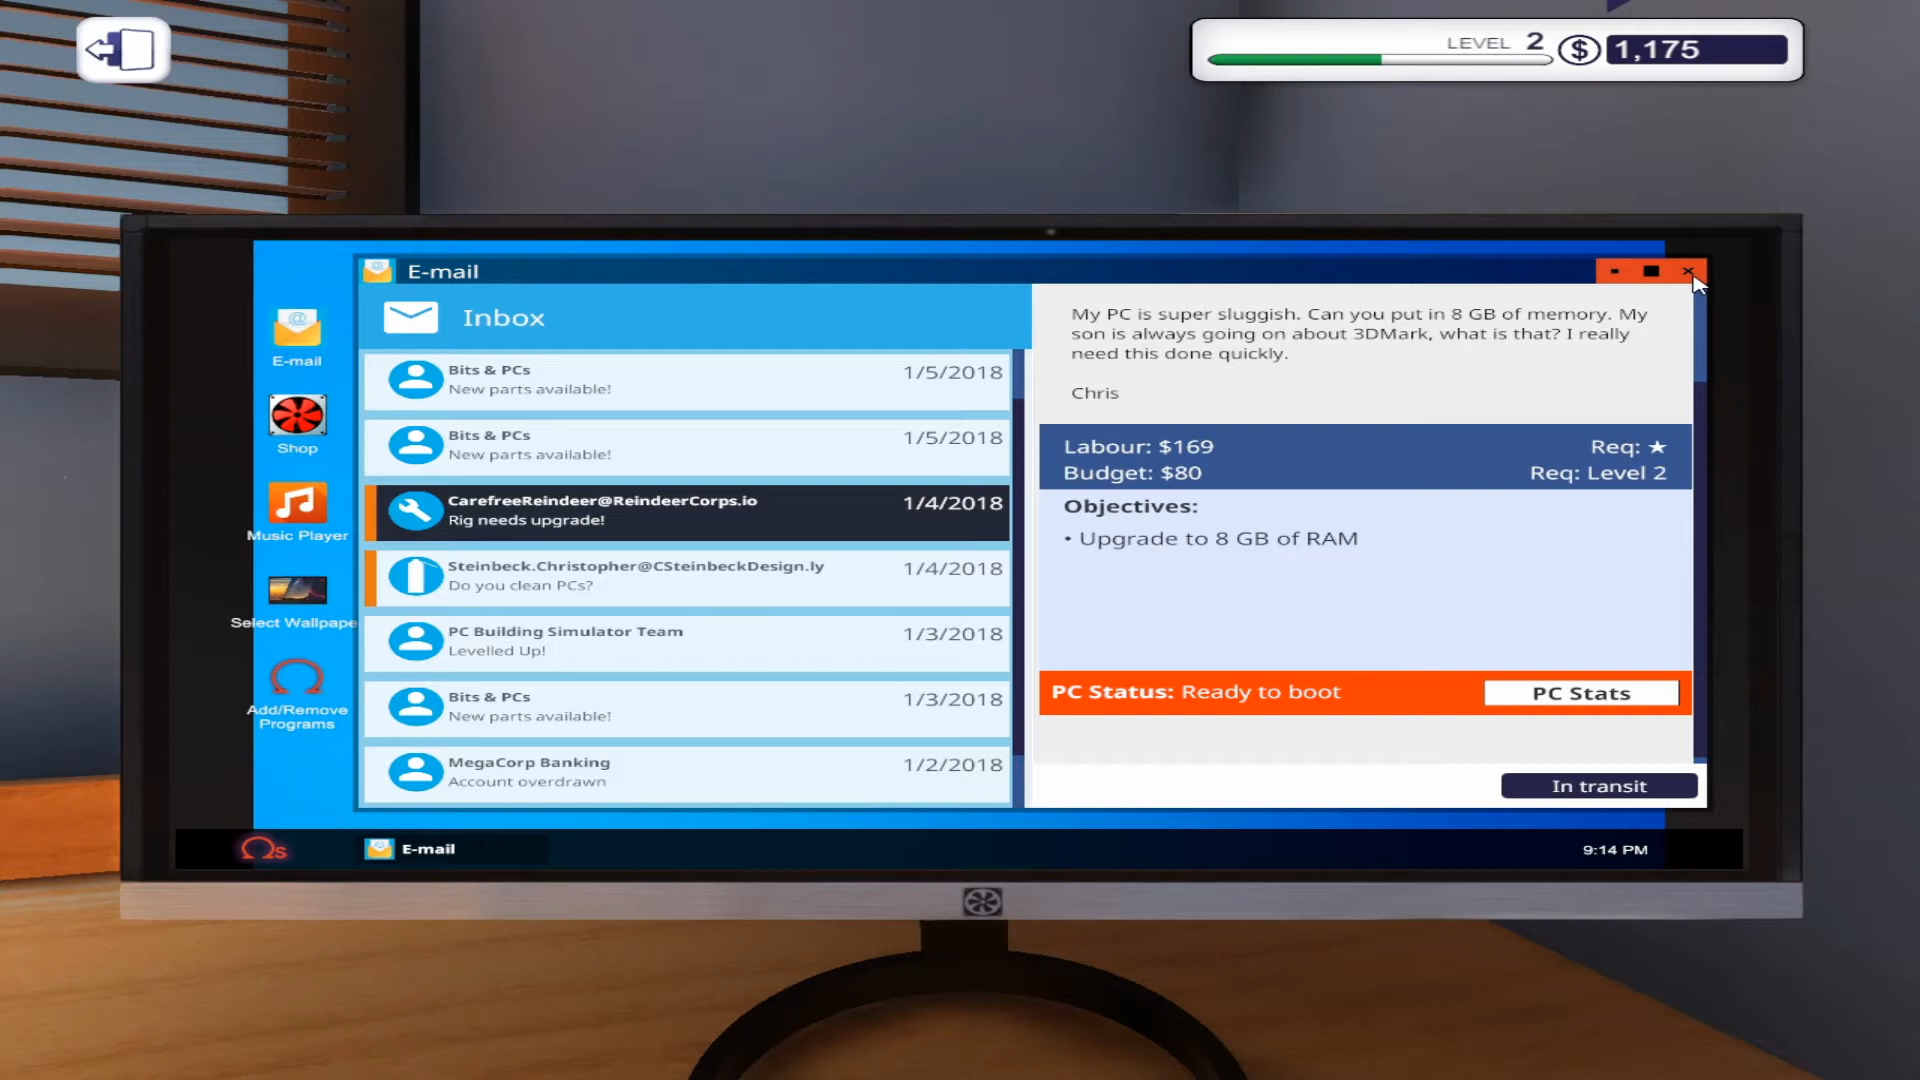 LEVEL 2
$ 1,175
E-mail
Inbox
E-mail
Shop
Music Player
Select Wallpape
Add/Remove
Programs
Bits & PCs
1/5/2018
New parts available!
Bits & PCs
1/5/2018
New parts available!
CarefreeReindeer@ReindeerCorps.io
1/4/2018
Rig needs upgrade!
Steinbeck.Christopher@CSteinbeckDesign.ly
1/4/2018
Do you clean PCs?
PC Building Simulator Team
1/3/2018
Levelled Up!
Bits & PCs
1/3/2018
New parts available!
MegaCorp Banking
1/2/2018
Account overdrawn
My PC is super sluggish. Can you put in 8 GB of memory. My
son is always going on about 3DMark, what is that? I really
need this done quickly.
Chris
Labour: $169
Req: ★
Budget: $80
Req: Level 2
Objectives:
• Upgrade to 8 GB of RAM
PC Status: Ready to boot
PC Stats
In transit
Ωs
E-mail
9:14 PM